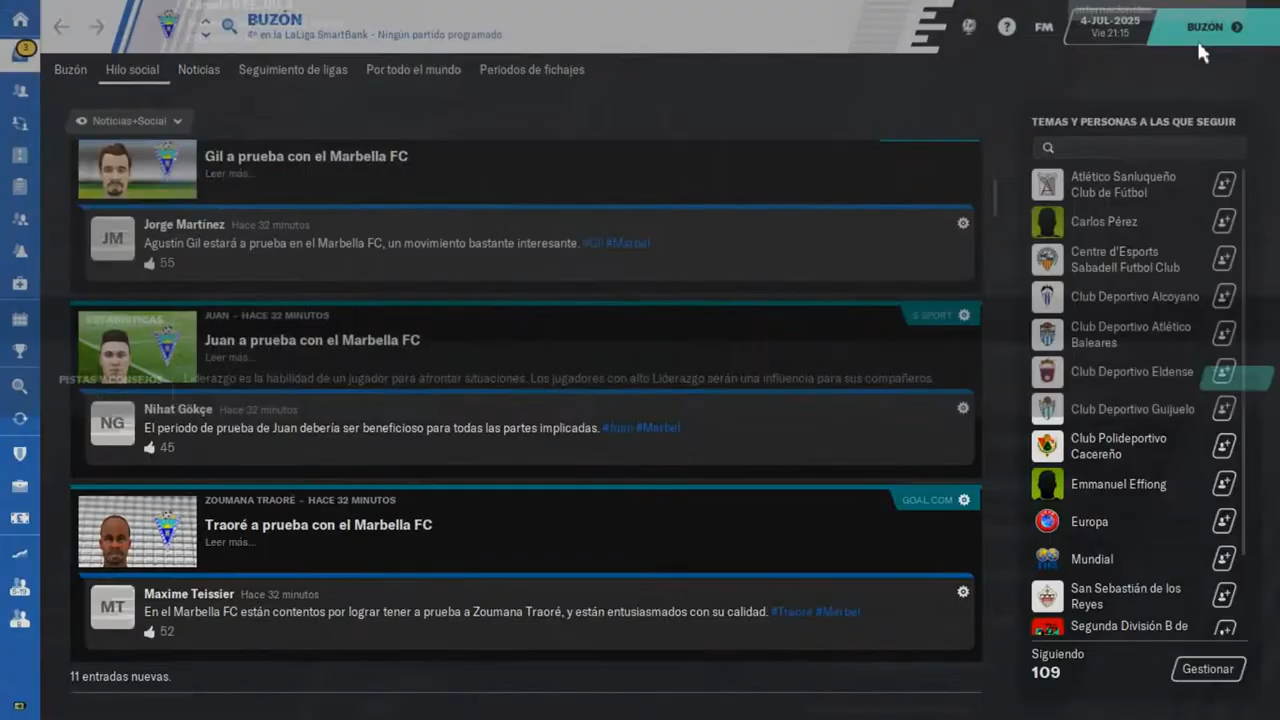 BUZÓN
4º en la LaLiga SmartBank - Ningún partido programado
FM
4-JUL-2025
Vie 21:15
BUZÓN
3
Buzón
Hilo social
Noticias
Seguimiento de ligas
Por todo el mundo
Periodos de fichajes
Noticias+Social
Gil a prueba con el Marbella FC
Leer más...
Jorge Martínez Hace 32 minutos
Agustín Gil estará a prueba en el Marbella FC, un movimiento bastante interesante. #Gil #Marbel
55
JUAN – HACE 32 MINUTOS
S SPORT
ESTADÍSTICAS
Juan a prueba con el Marbella FC
Leer más...
PISTAS Y CONSEJOS
Liderazgo es la habilidad de un jugador para afrontar situaciones. Los jugadores con alto Liderazgo serán una influencia para sus compañeros.
NG
Nihat Gökçe Hace 32 minutos
El periodo de prueba de Juan debería ser beneficioso para todas las partes implicadas. #Juan #Marbel
45
ZOUMANA TRAORÉ – HACE 32 MINUTOS
GOAL.COM
Traoré a prueba con el Marbella FC
Leer más...
JM
MT
Maxime Teissier Hace 32 minutos
En el Marbella FC están contentos por lograr tener a prueba a Zoumana Traoré, y están entusiasmados con su calidad. #Traoré #Marbel
52
11 entradas nuevas.
TEMAS Y PERSONAS A LAS QUE SEGUIR
Atlético Sanluqueño
Club de Fútbol
Carlos Pérez
Centre d'Esports
Sabadell Futbol Club
Club Deportivo Alcoyano
Club Deportivo Atlético
Baleares
Club Deportivo Eldense
Club Deportivo Guijuelo
Club Polideportivo
Cacereño
Emmanuel Effiong
Europa
Mundial
San Sebastián de los
Reyes
Segunda División B de
Siguiendo
109
Gestionar